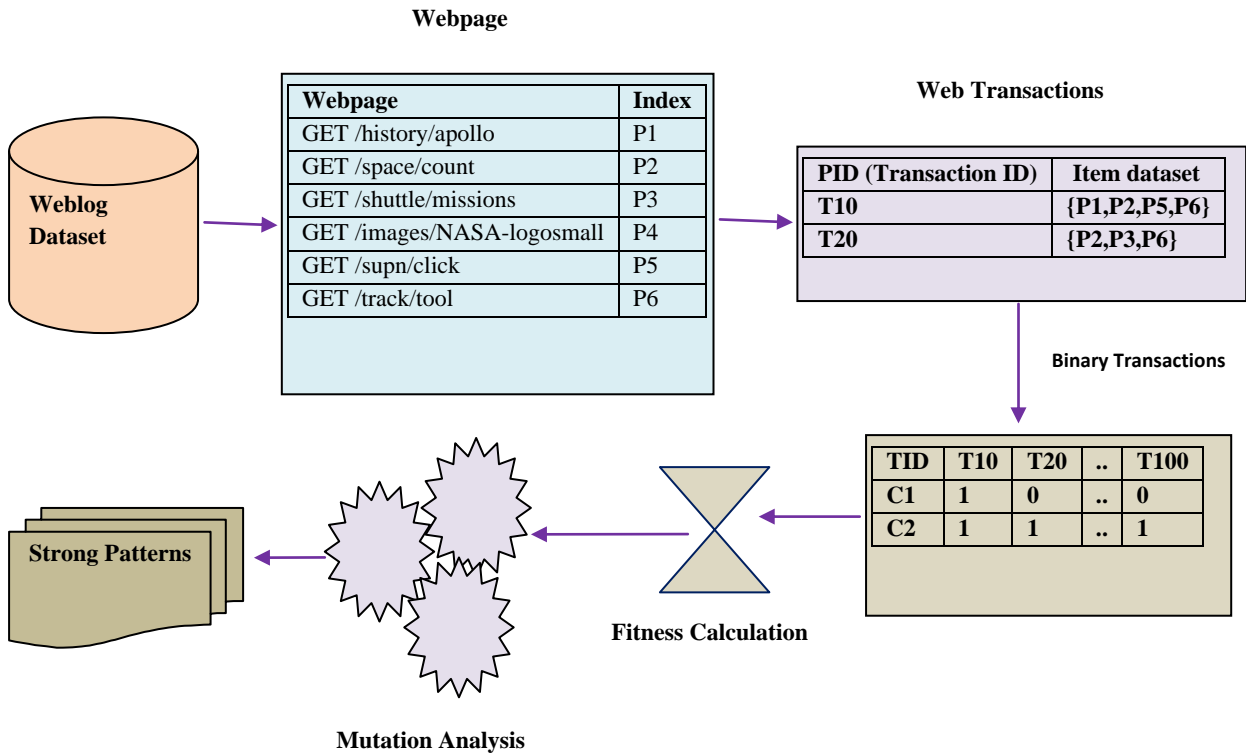 Webpage
Webpage Index
GET /history/apollo P1
GET /space/count P2
GET /shuttle/missions P3
GET /images/NASA-logosmall P4
GET /supn/click P5
GET /track/tool P6
Weblog
Dataset
Web Transactions
PID (Transaction ID) Item dataset
T10 {P1,P2,P5,P6}
T20 {P2,P3,P6}
Binary Transactions
TID T10 T20 .. T100
C1 1 0 .. 0
C2 1 1 .. 1
Fitness Calculation
Mutation Analysis
Strong Patterns